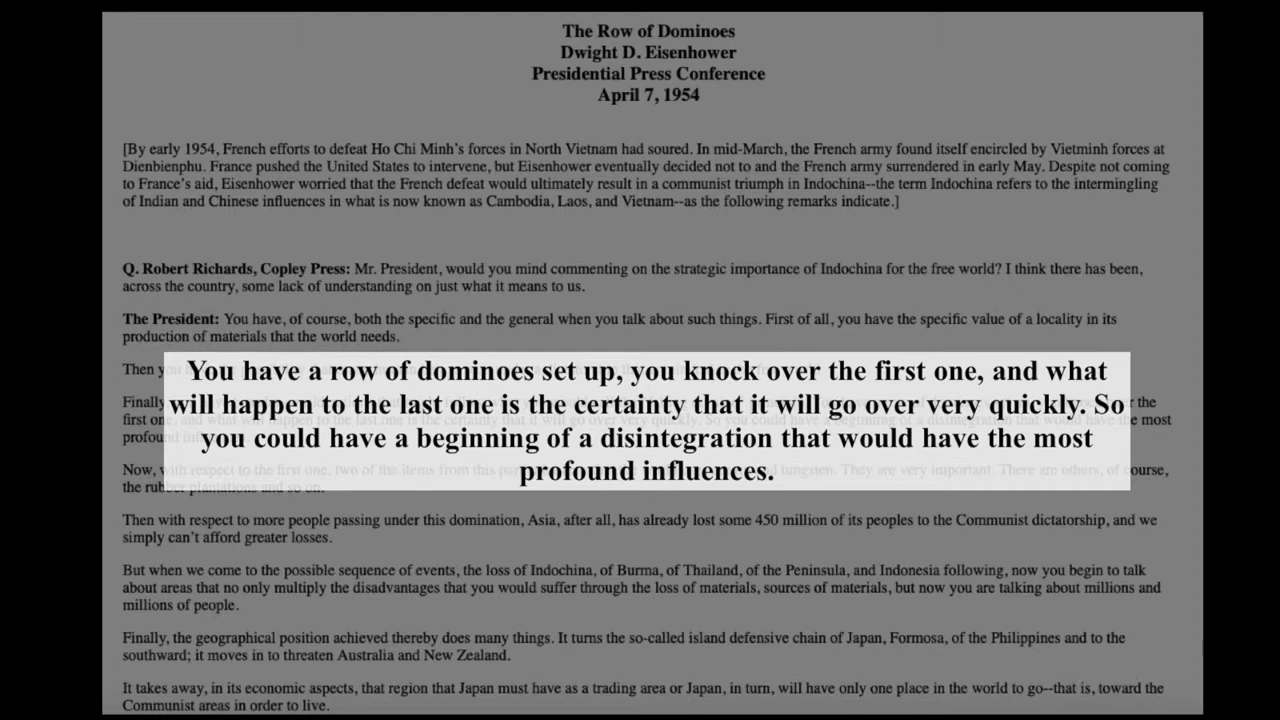 The Row of Dominoes
Dwight D. Eisenhower
Presidential Press Conference
April 7, 1954
[By early 1954, French efforts to defeat Ho Chi Minh's forces in North Vietnam had soured. In mid-March, the French army found itself encircled by Vietminh forces at
Dienbienphu. France pushed the United States to intervene, but Eisenhower eventually decided not to and the French army surrendered in early May. Despite not coming
to France's aid, Eisenhower worried that the French defeat would ultimately result in a communist triumph in Indochina--the term Indochina refers to the intermingling
of Indian and Chinese influences in what is now known as Cambodia, Laos, and Vietnam--as the following remarks indicate.]
Q. Robert Richards, Copley Press: Mr. President, would you mind commenting on the strategic importance of Indochina for the free world? I think there has been,
across the country, some lack of understanding on just what it means to us.
The President: You have, of course, both the specific and the general when you talk about such things. First of all, you have the specific value of a locality in its
production of materials that the world needs.
Then
You have a row of dominoes set up, you knock over the first one, and what
will happen to the last one is the certainty that it will go over very quickly. So
you could have a beginning of a disintegration that would have the most
profound influences.
Finally the
first one, most
Now, with respect to the first one, two of the items from this tungsten. They are very important. There are others, of course,
the rubber plantations and so on.
Then with respect to more people passing under this domination, Asia, after all, has already lost some 450 million of its peoples to the Communist dictatorship, and we
simply can't afford greater losses.
But when we come to the possible sequence of events, the loss of Indochina, of Burma, of Thailand, of the Peninsula, and Indonesia following, now you begin to talk
about areas that no only multiply the disadvantages that you would suffer through the loss of materials, sources of materials, but now you are talking about millions and
millions of people.
Finally, the geographical position achieved thereby does many things. It turns the so-called island defensive chain of Japan, Formosa, of the Philippines and to the
southward; it moves in to threaten Australia and New Zealand.
It takes away, in its economic aspects, that region that Japan must have as a trading area or Japan, in turn, will have only one place in the world to go--that is, toward the
Communist areas in order to live.